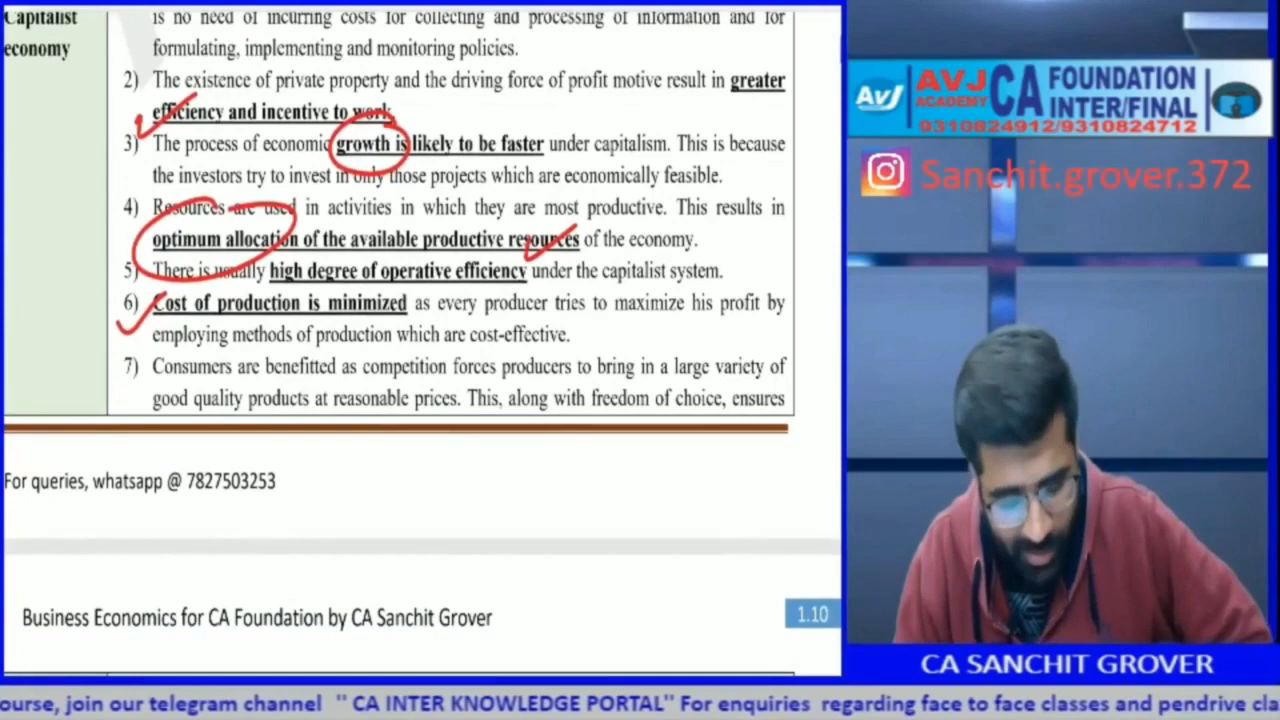 Capitalist
economy
is no need of incurring costs for collecting and processing of information and for
formulating, implementing and monitoring policies.
2) The existence of private property and the driving force of profit motive result in greater
efficiency and incentive to work.
3) The process of economic growth is likely to be faster under capitalism. This is because
the investors try to invest in only those projects which are economically feasible.
4) Resources are used in activities in which they are most productive. This results in
optimum allocation of the available productive resources of the economy.
5) There is usually high degree of operative efficiency under the capitalist system.
6) Cost of production is minimized as every producer tries to maximize his profit by
employing methods of production which are cost-effective.
7) Consumers are benefitted as competition forces producers to bring in a large variety of
good quality products at reasonable prices. This, along with freedom of choice, ensures
For queries, whatsapp @ 7827503253
Business Economics for CA Foundation by CA Sanchit Grover
1.10
AVJ
AVJ
ACADEMY
CA
FOUNDATION
INTER/FINAL
9310824912/9310824712
Sanchit.grover.372
CA SANCHIT GROVER
ourse, join our telegram channel " CA INTER KNOWLEDGE PORTAL" For enquiries regarding face to face classes and pendrive cla